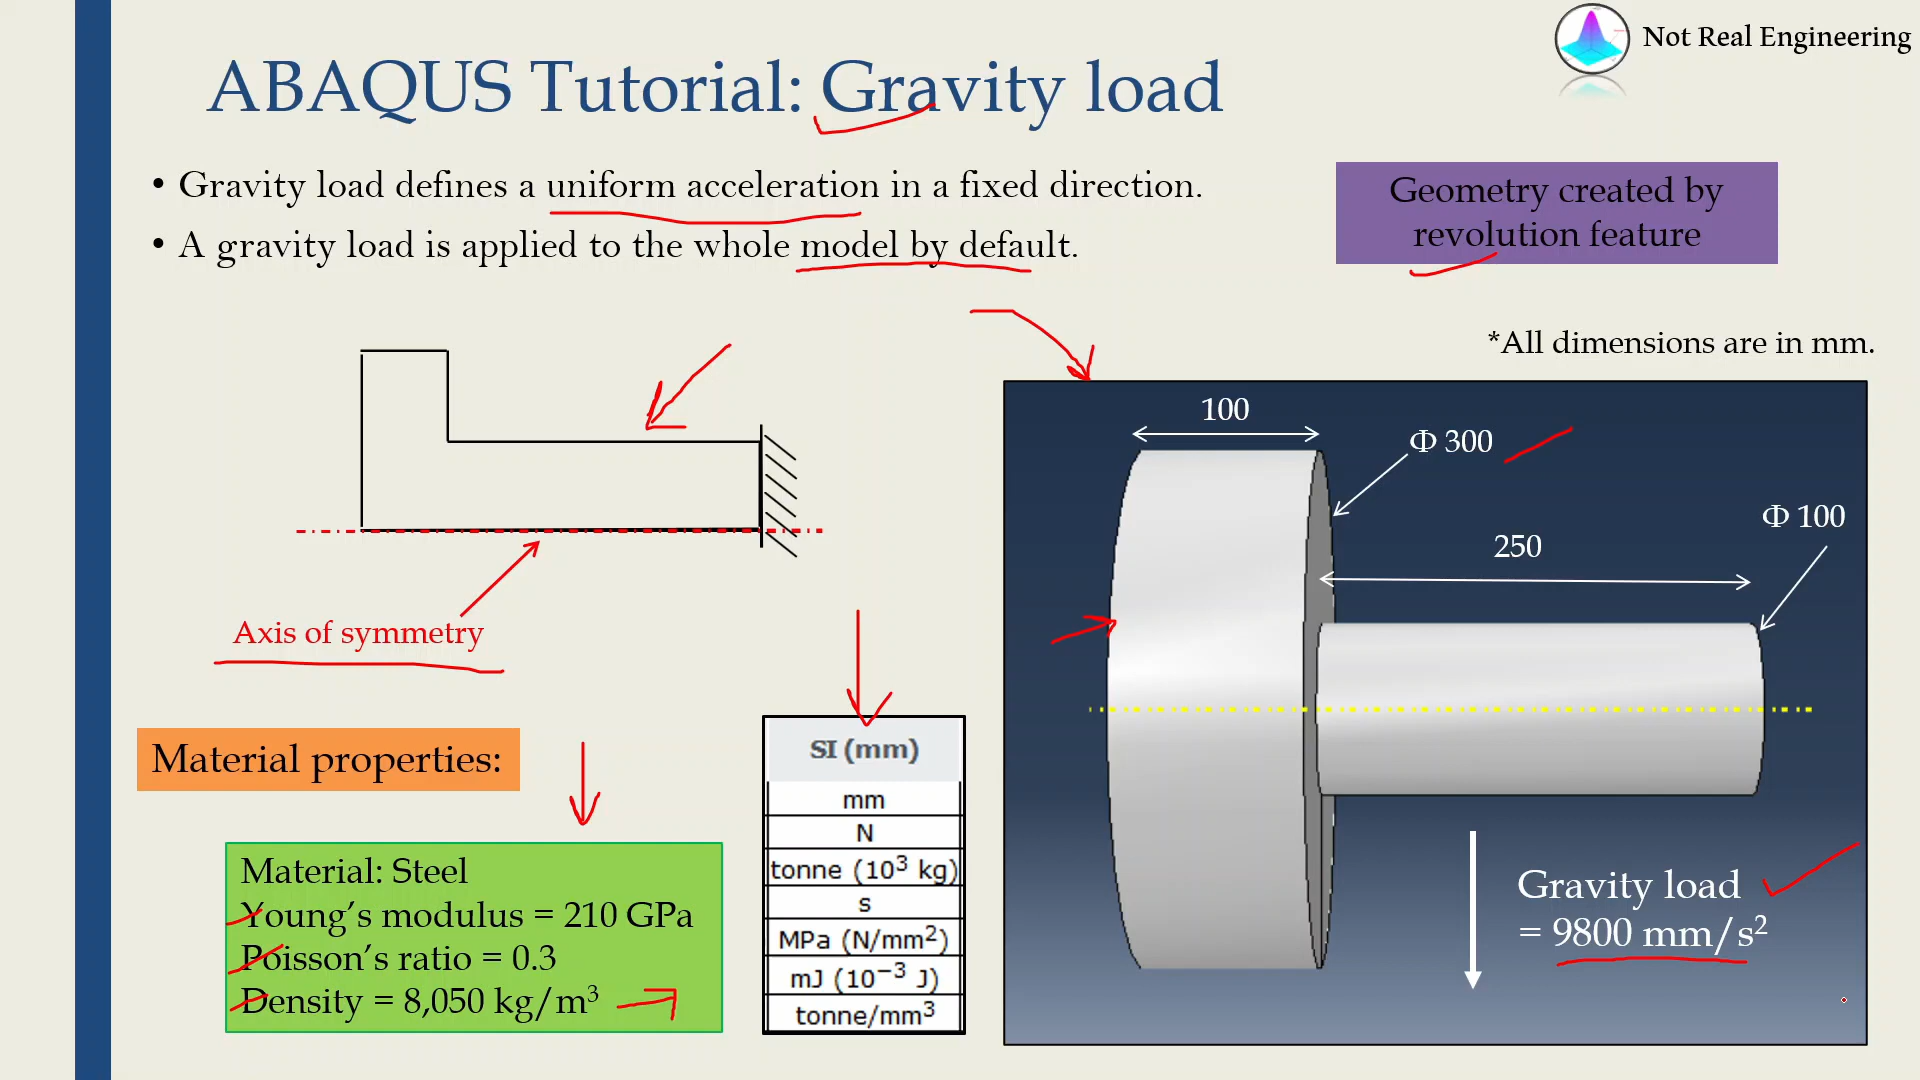 Not Real Engineering
ABAQUS Tutorial: Gravity load
• Gravity load defines a uniform acceleration in a fixed direction.
• A gravity load is applied to the whole model by default.
Geometry created by
revolution feature
*All dimensions are in mm.
Axis of symmetry
100
Φ 300
Φ 100
250
Gravity load
= 9800 mm/s²
Material properties:
Material: Steel
Young's modulus = 210 GPa
Poisson's ratio = 0.3
Density = 8,050 kg/m³
SI (mm)
mm
N
tonne (10³ kg)
s
MPa (N/mm²)
mJ (10⁻³ J)
tonne/mm³